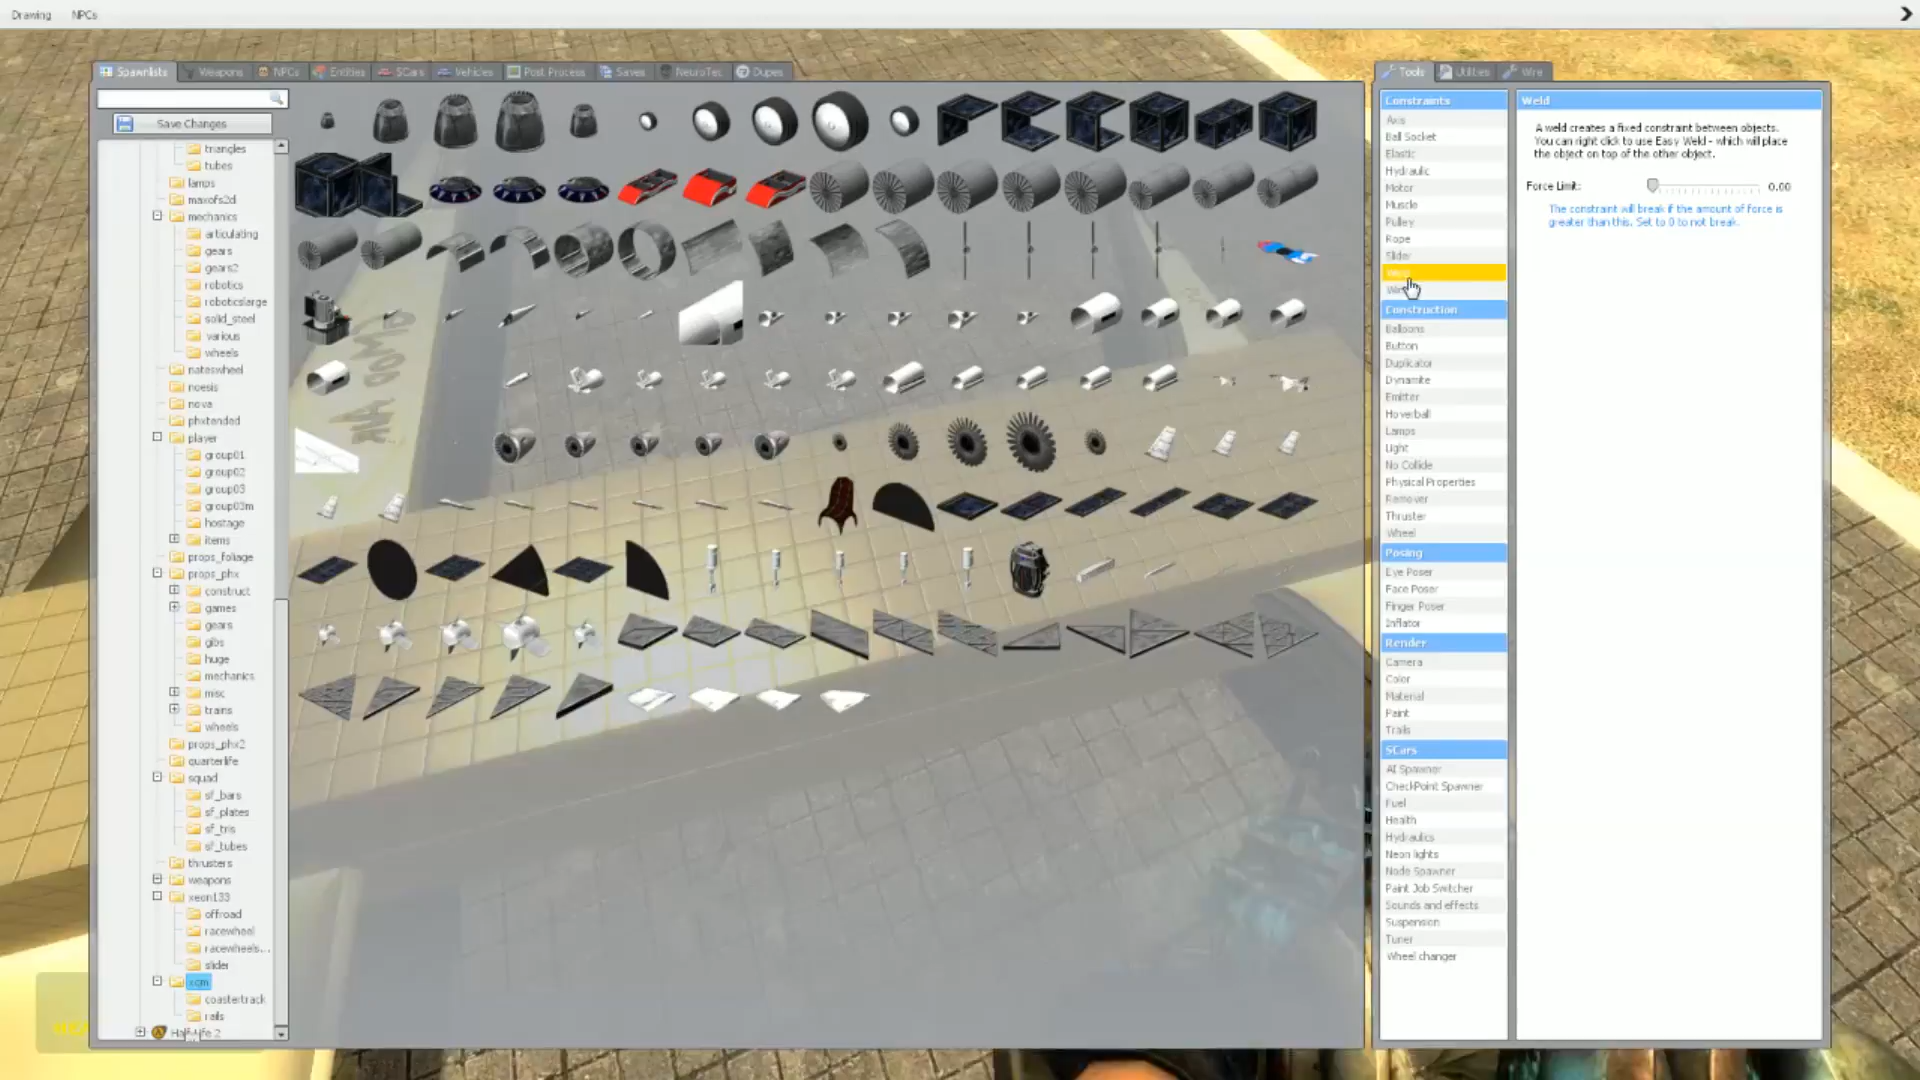 Drawing NPCs
Spawnlists Weapons NPCs Entities SCars Vehicles Post Process Saves NeuroTec Dupes
Save Changes
triangles
tubes
lamps
maxofs2d
mechanics
articulating
gears
gears2
robotics
roboticslarge
solid_steel
various
wheels
nateswheel
noesis
nova
phxtended
player
group01
group02
group03
group03m
hostage
items
props_foliage
props_phx
construct
games
gears
gibs
huge
mechanics
misc
trains
wheels
props_phx2
quarterlife
squad
sf_bars
sf_plates
sf_tris
sf_tubes
thrusters
weapons
xeon133
offroad
racewheel
racewheels...
slider
xqm
coastertrack
rails
Half-Life 2
Tools Utilities Wire
Constraints
Axis
Ball Socket
Elastic
Hydraulic
Motor
Muscle
Pulley
Rope
Slider
Weld
Construction
Balloons
Button
Duplicator
Dynamite
Emitter
Hoverball
Lamps
Light
No Collide
Physical Properties
Remover
Thruster
Wheel
Posing
Eye Poser
Face Poser
Finger Poser
Inflator
Render
Camera
Color
Material
Paint
Trails
SCars
AI Spawner
CheckPoint Spawner
Fuel
Health
Hydraulics
Neon lights
Node Spawner
Paint Job Switcher
Sounds and effects
Suspension
Tuner
Wheel changer
Weld
A weld creates a fixed constraint between objects.
You can right click to use Easy Weld - which will place
the object on top of the other object.
Force Limit: 0.00
The constraint will break if the amount of force is
greater than this. Set to 0 to not break.